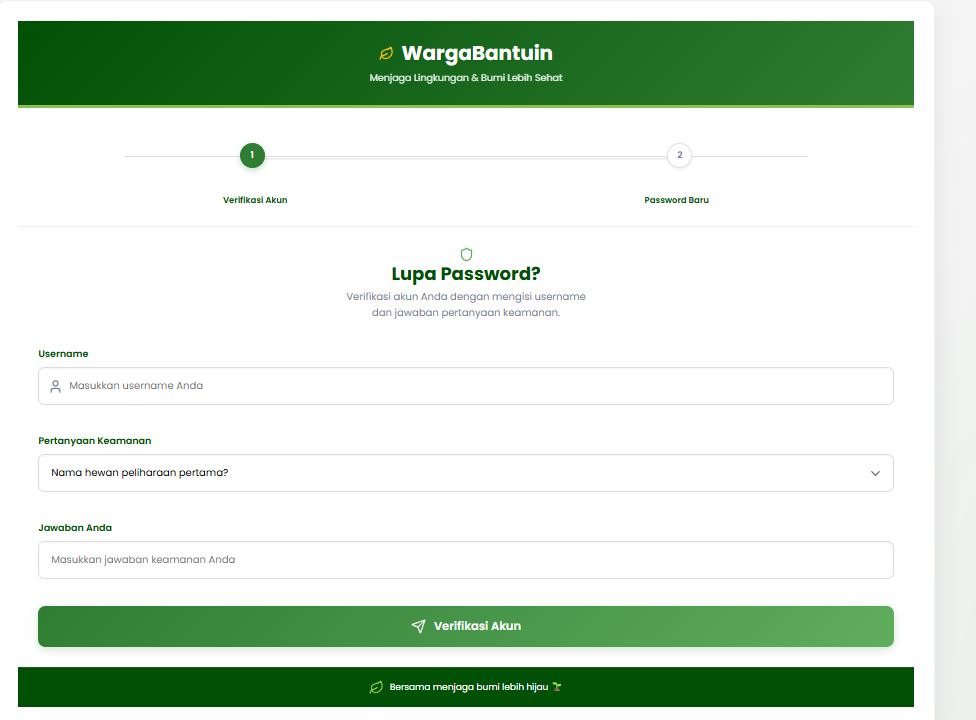 WargaBantuin
Menjaga Lingkungan & Bumi Lebih Sehat
1
2
Verifikasi Akun
Password Baru
Lupa Password?
Verifikasi akun Anda dengan mengisi username
dan jawaban pertanyaan keamanan.
Username
Masukkan username Anda
Pertanyaan Keamanan
Nama hewan peliharaan pertama?
Jawaban Anda
Masukkan jawaban keamanan Anda
Verifikasi Akun
Bersama menjaga bumi lebih hijau 🌱